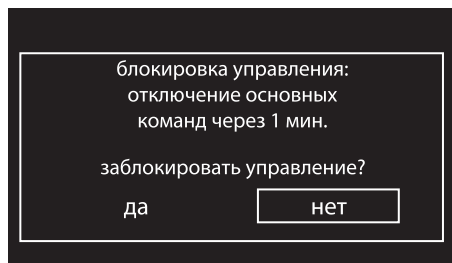 блокировка управления:
отключение основных
команд через 1 мин.
заблокировать управление?
да нет